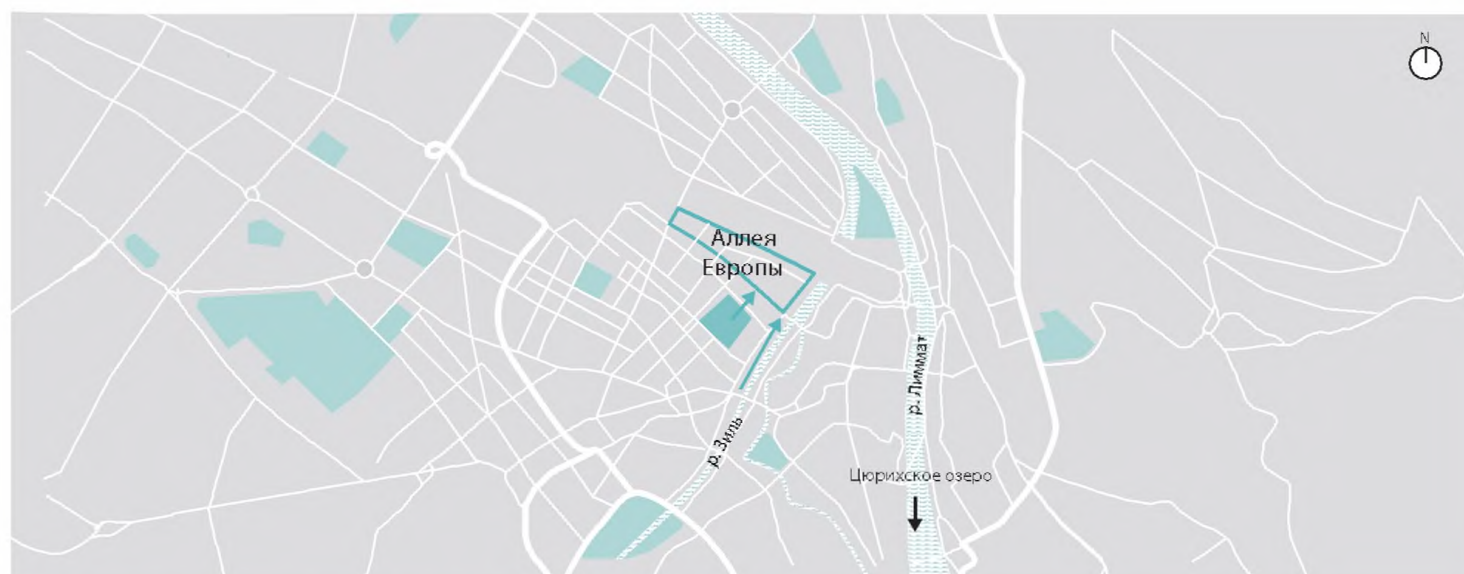 N
Аллея
Европы
р. Лиммат
р. Зиль
Цюрихское озеро